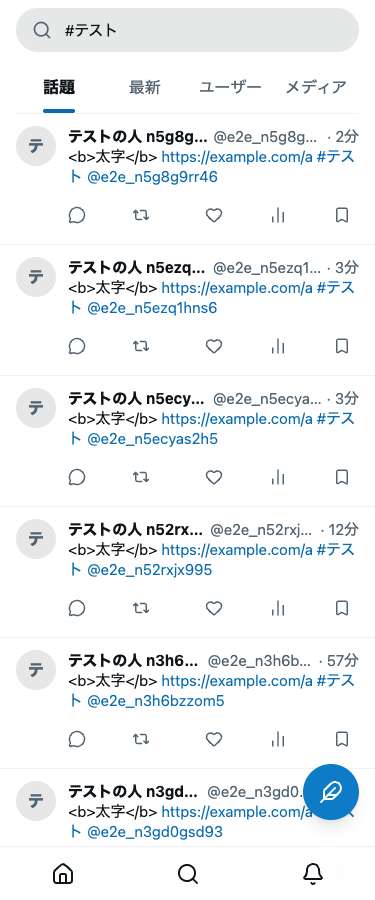 #テスト
話題 最新 ユーザー メディア
テ テストの人 n5g8g... @e2e_n5g8g... · 2分
<b>太字</b> https://example.com/a #テス
ト @e2e_n5g8g9rr46
テ テストの人 n5ezq... @e2e_n5ezq1... · 3分
<b>太字</b> https://example.com/a #テス
ト @e2e_n5ezq1hns6
テ テストの人 n5ecy... @e2e_n5ecya... · 3分
<b>太字</b> https://example.com/a #テス
ト @e2e_n5ecyas2h5
テ テストの人 n52rx... @e2e_n52rxj... · 12分
<b>太字</b> https://example.com/a #テス
ト @e2e_n52rxjx995
テ テストの人 n3h6... @e2e_n3h6b... · 57分
<b>太字</b> https://example.com/a #テス
ト @e2e_n3h6bzzom5
テ テストの人 n3gd... @e2e_n3gd0.
<b>太字</b> https://example.com/a
ト @e2e_n3gd0gsd93